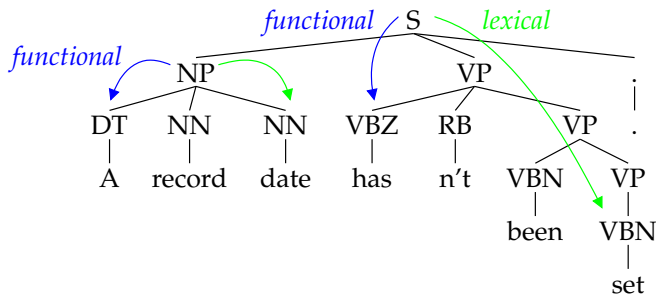 functional S lexical
functional
NP VP .
DT NN NN VBZ RB VP .
A record date has n't VBN VP
been VBN
set